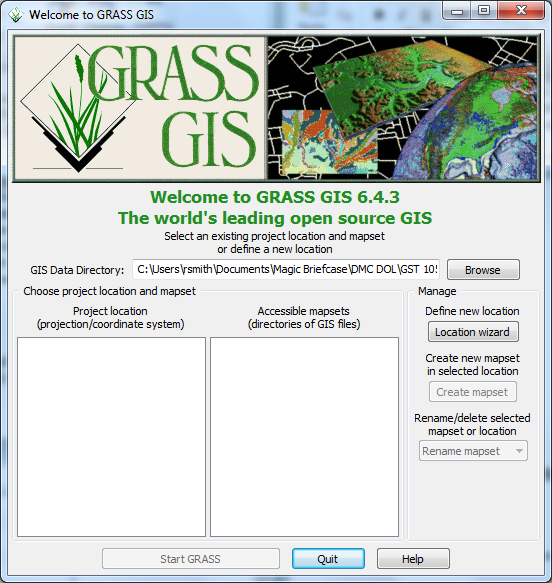 Welcome to GRASS GIS
GRASS
GIS
Welcome to GRASS GIS 6.4.3
The world's leading open source GIS
Select an existing project location and mapset
or define a new location
GIS Data Directory: C:\Users\rsmith\Documents\Magic Briefcase\DMC DOL\GST 105 Browse
Choose project location and mapset
Project location
(projection/coordinate system)
Accessible mapsets
(directories of GIS files)
Manage
Define new location
Location wizard
Create new mapset
in selected location
Create mapset
Rename/delete selected
mapset or location
Rename mapset
Start GRASS Quit Help